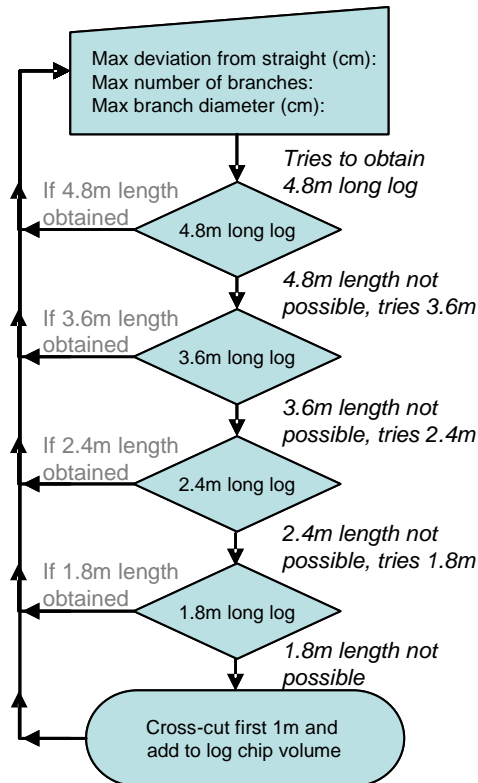 Max deviation from straight (cm):
Max number of branches:
Max branch diameter (cm):
Tries to obtain
4.8m long log
If 4.8m length
obtained
4.8m long log
4.8m length not
possible, tries 3.6m
If 3.6m length
obtained
3.6m long log
3.6m length not
possible, tries 2.4m
If 2.4m length
obtained
2.4m long log
2.4m length not
possible, tries 1.8m
If 1.8m length
obtained
1.8m long log
1.8m length not
possible
Cross-cut first 1m and
add to log chip volume